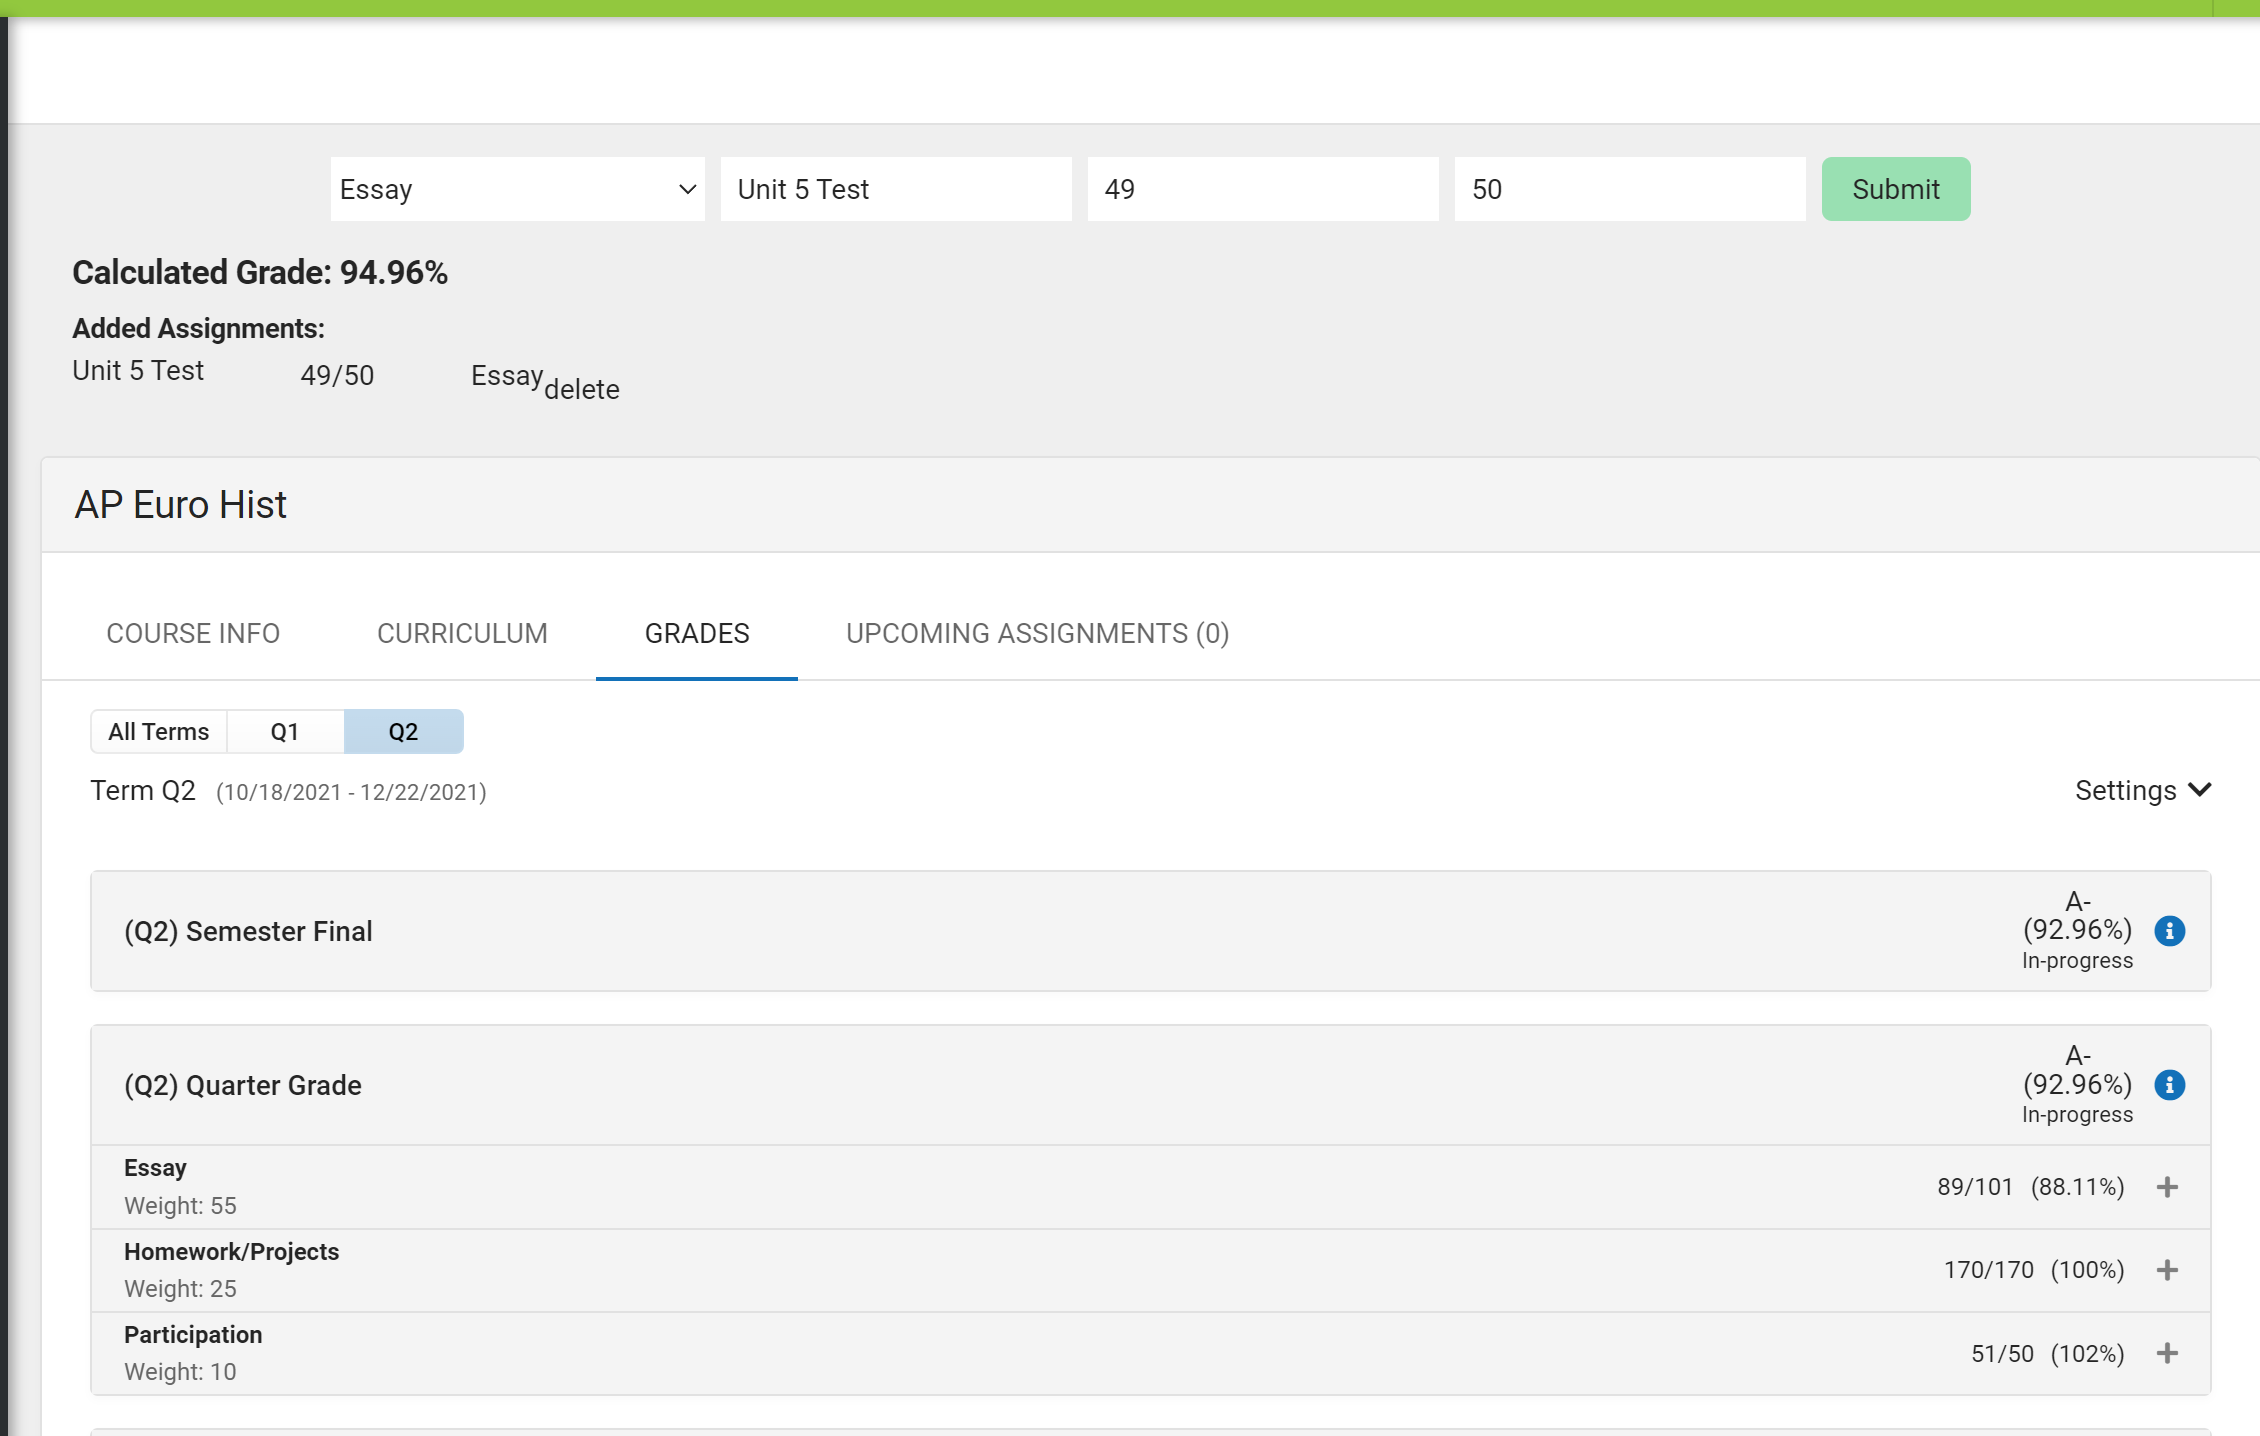 Essay
Unit 5 Test
49
50
Submit
Calculated Grade: 94.96%
Added Assignments:
Unit 5 Test 49/50 Essay delete
AP Euro Hist
COURSE INFO CURRICULUM GRADES UPCOMING ASSIGNMENTS (0)
All Terms Q1 Q2
Term Q2 (10/18/2021 - 12/22/2021)
Settings
(Q2) Semester Final
A-
(92.96%)
In-progress
(Q2) Quarter Grade
A-
(92.96%)
In-progress
Essay
Weight: 55
89/101 (88.11%)
Homework/Projects
Weight: 25
170/170 (100%)
Participation
Weight: 10
51/50 (102%)